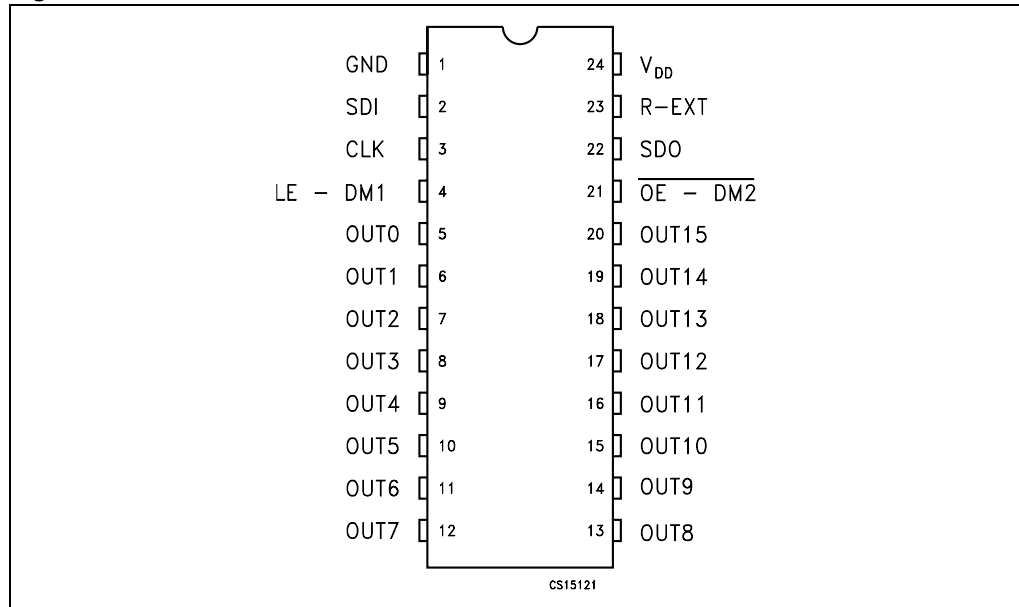 GND 1 24 VDD
SDI 2 23 R-EXT
CLK 3 22 SDO
LE - DM1 4 21 OE - DM2
OUT0 5 20 OUT15
OUT1 6 19 OUT14
OUT2 7 18 OUT13
OUT3 8 17 OUT12
OUT4 9 16 OUT11
OUT5 10 15 OUT10
OUT6 11 14 OUT9
OUT7 12 13 OUT8
CS15121